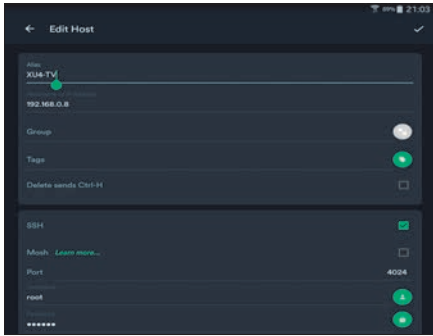 89% 21:03
Edit Host
Alias
XU4-TV
192.168.0.8
Group
Tags
Delete sends Ctrl-H
SSH
Mosh Learn more...
Port 4024
root
••••••